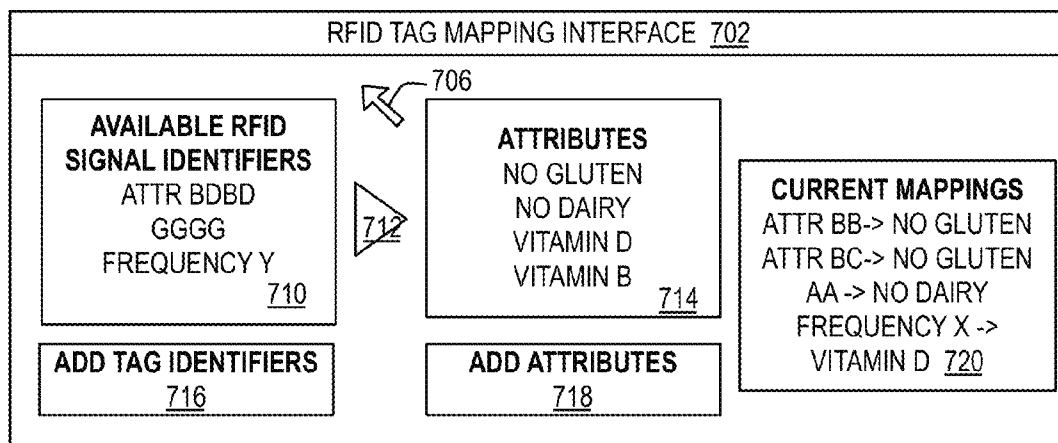 RFID TAG MAPPING INTERFACE 702
706
AVAILABLE RFID
SIGNAL IDENTIFIERS
ATTR BDBD
GGGG
FREQUENCY Y
710
712
ATTRIBUTES
NO GLUTEN
NO DAIRY
VITAMIN D
VITAMIN B
714
CURRENT MAPPINGS
ATTR BB-> NO GLUTEN
ATTR BC-> NO GLUTEN
AA -> NO DAIRY
FREQUENCY X ->
VITAMIN D 720
ADD TAG IDENTIFIERS
716
ADD ATTRIBUTES
718